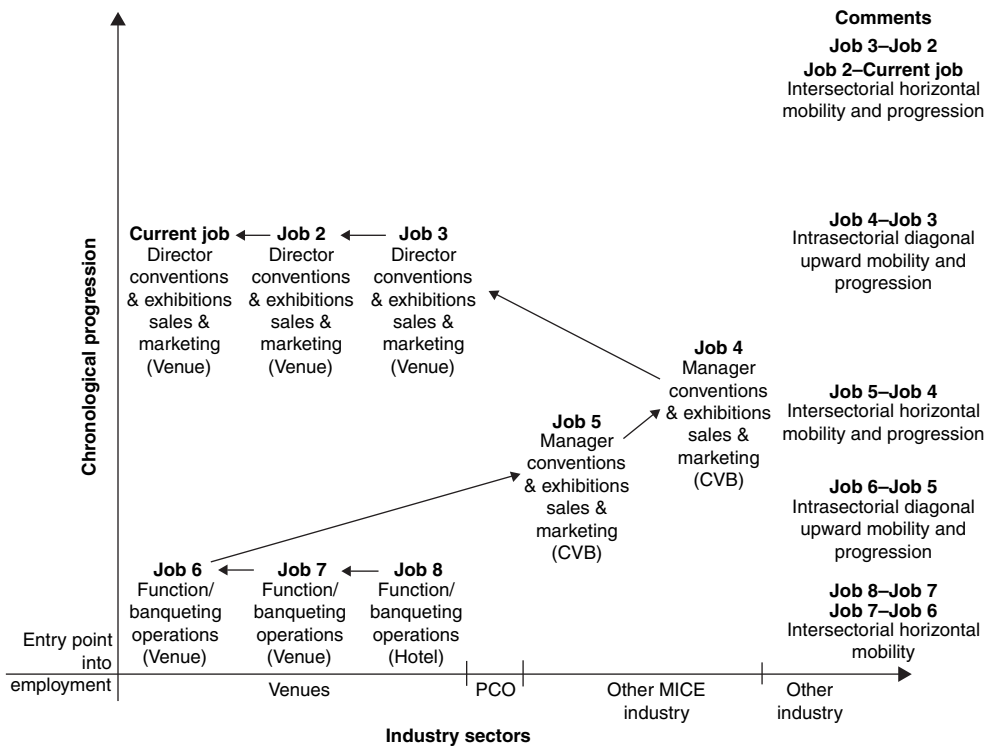 Comments
Job 3–Job 2
Job 2–Current job
Intersectorial horizontal
mobility and progression
Chronological progression
Current job
Director
conventions
& exhibitions
sales &
marketing
(Venue)
Job 2
Director
conventions
& exhibitions
sales &
marketing
(Venue)
Job 3
Director
conventions
& exhibitions
sales &
marketing
(Venue)
Job 4–Job 3
Intrasectorial diagonal
upward mobility and
progression
Job 4
Manager
conventions
& exhibitions
sales &
marketing
(CVB)
Job 5–Job 4
Intersectorial horizontal
mobility and progression
Job 5
Manager
conventions
& exhibitions
sales &
marketing
(CVB)
Job 6–Job 5
Intrasectorial diagonal
upward mobility and
progression
Job 6
Function/
banqueting
operations
(Venue)
Job 7
Function/
banqueting
operations
(Venue)
Job 8
Function/
banqueting
operations
(Hotel)
Job 8–Job 7
Job 7–Job 6
Intersectorial horizontal
mobility
Entry point
into
employment
Venues
PCO
Other MICE
industry
Other
industry
Industry sectors